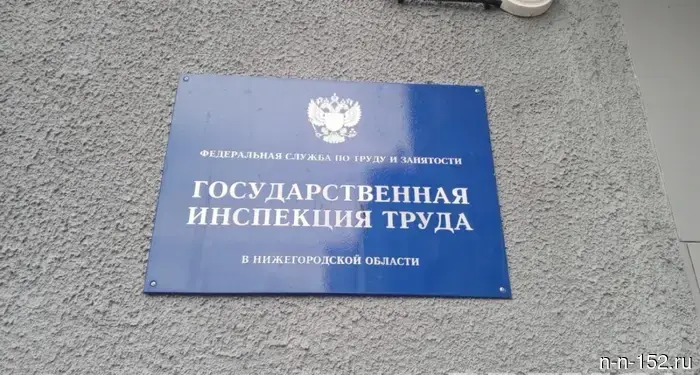 ФЕДЕРАЛЬНАЯ СЛУЖБА ПО ТРУДУ И ЗАНЯТОСТИ
ГОСУДАРСТВЕННАЯ
ИНСПЕКЦИЯ ТРУДА
В НИЖЕГОРОДСКОЙ ОБЛАСТИ
n-n-152.ru